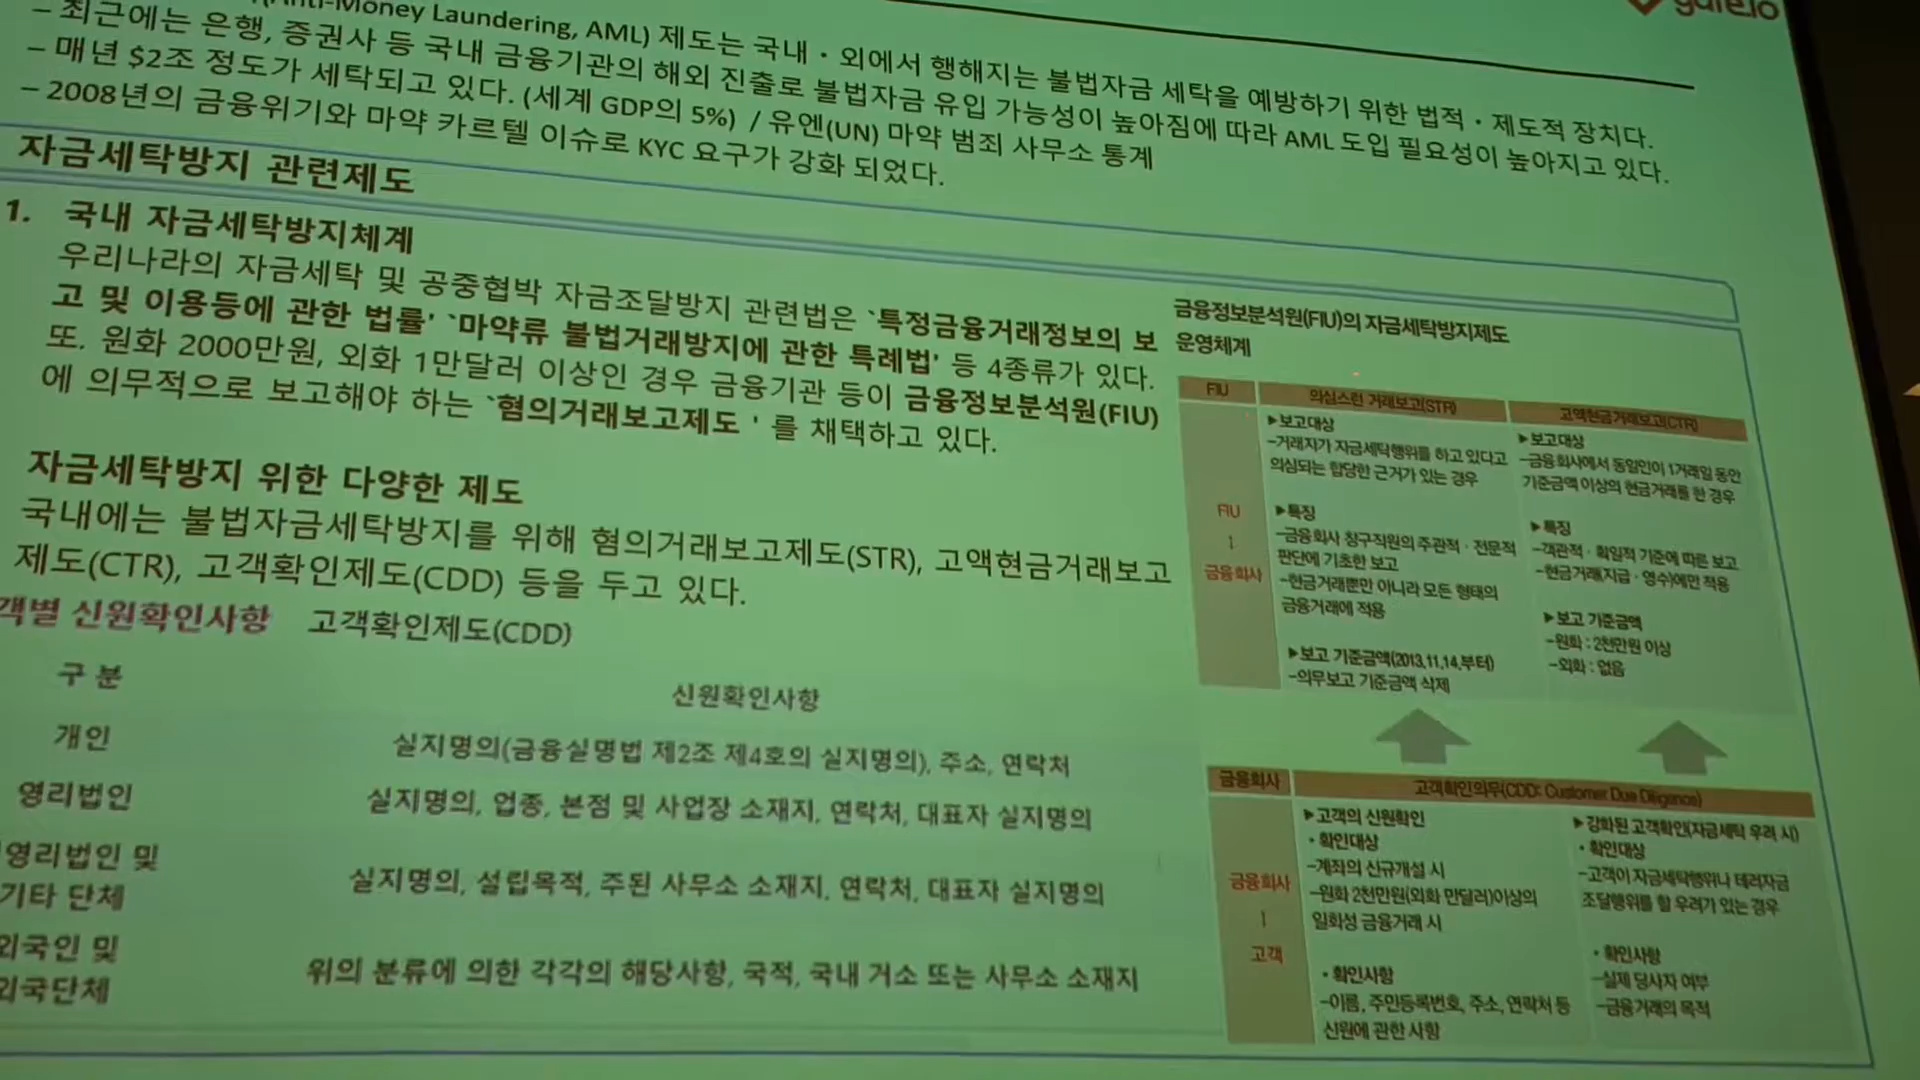 gate.io
(Anti-Money Laundering, AML) 제도는 국내 · 외에서 행해지는 불법자금 세탁을 예방하기 위한 법적 · 제도적 장치다.
– 최근에는 은행, 증권사 등 국내 금융기관의 해외 진출로 불법자금 유입 가능성이 높아짐에 따라 AML 도입 필요성이 높아지고 있다.
– 매년 $2조 정도가 세탁되고 있다. (세계 GDP의 5%) / 유엔(UN) 마약 범죄 사무소 통계
– 2008년의 금융위기와 마약 카르텔 이슈로 KYC 요구가 강화 되었다.
자금세탁방지 관련제도
1. 국내 자금세탁방지체계
우리나라의 자금세탁 및 공중협박 자금조달방지 관련법은 `특정금융거래정보의 보
고 및 이용등에 관한 법률' `마약류 불법거래방지에 관한 특례법' 등 4종류가 있다.
또. 원화 2000만원, 외화 1만달러 이상인 경우 금융기관 등이 금융정보분석원(FIU)
에 의무적으로 보고해야 하는 `혐의거래보고제도 ' 를 채택하고 있다.
자금세탁방지 위한 다양한 제도
국내에는 불법자금세탁방지를 위해 혐의거래보고제도(STR), 고액현금거래보고
제도(CTR), 고객확인제도(CDD) 등을 두고 있다.
객별 신원확인사항 고객확인제도(CDD)
구 분 신원확인사항
개인 실지명의(금융실명법 제2조 제4호의 실지명의), 주소, 연락처
영리법인 실지명의, 업종, 본점 및 사업장 소재지, 연락처, 대표자 실지명의
영리법인 및
기타 단체 실지명의, 설립목적, 주된 사무소 소재지, 연락처, 대표자 실지명의
외국인 및
외국단체 위의 분류에 의한 각각의 해당사항, 국적, 국내 거소 또는 사무소 소재지
금융정보분석원(FIU)의 자금세탁방지제도
운영체계
FIU 의심스런 거래보고(STR) 고액현금거래보고(CTR)
FIU
↕
금융회사
▶보고대상
–거래자가 자금세탁행위를 하고 있다고
의심되는 합당한 근거가 있는 경우
▶특징
–금융회사 창구직원의 주관적 · 전문적
판단에 기초한 보고
–현금거래뿐만 아니라 모든 형태의
금융거래에 적용
▶보고 기준금액(2013.11.14.부터)
–의무보고 기준금액 삭제
▶보고대상
–금융회사에서 동일인이 1거래일 동안
기준금액 이상의 현금거래를 한 경우
▶특징
–객관적 · 획일적 기준에 따른 보고
–현금거래(지급 · 영수)에만 적용
▶보고 기준금액
–원화 : 2천만원 이상
–외화 : 없음
금융회사 고객확인의무(CDD: Customer Due Diligence)
금융회사
↕
고객
▶고객의 신원확인
• 확인대상
–계좌의 신규개설 시
–원화 2천만원(외화 만달러)이상의
일회성 금융거래 시
• 확인사항
–이름, 주민등록번호, 주소, 연락처 등
신원에 관한 사항
▶강화된 고객확인(자금세탁 우려 시)
• 확인대상
–고객이 자금세탁행위나 테러자금
조달행위를 할 우려가 있는 경우
• 확인사항
–실제 당사자 여부
–금융거래의 목적